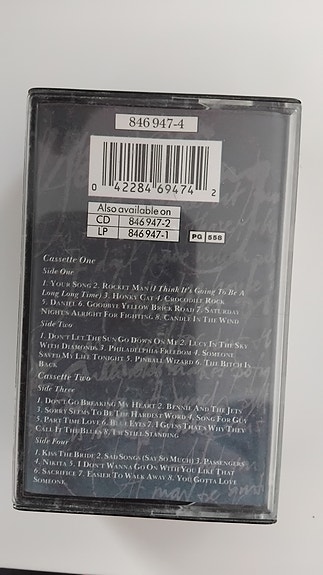 846 947-4
0 42284 69474 2
Also available on
CD 846 947-2
LP 846 947-1
PG 558
Cassette One
Side One
1. Your Song 2. Rocket Man (I Think It's Going To Be A
Long Long Time) 3. Honky Cat 4. Crocodile Rock
5. Daniel 6. Goodbye Yellow Brick Road 7. Saturday
Night's Alright For Fighting 8. Candle In The Wind
Side Two
1. Don't Let The Sun Go Down On Me 2. Lucy In The Sky
With Diamonds 3. Philadelphia Freedom 4. Someone
Saved My Life Tonight 5. Pinball Wizard 6. The Bitch Is
Back
Cassette Two
Side Three
1. Don't Go Breaking My Heart 2. Bennie And The Jets
3. Sorry Seems To Be The Hardest Word 4. Song For Guy
5. Part Time Love 6. Blue Eyes 7. I Guess That's Why They
Call It The Blues 8. I'm Still Standing
Side Four
1. Kiss The Bride 2. Sad Songs (Say So Much) 3. Passengers
4. Nikita 5. I Don't Wanna Go On With You Like That
6. Sacrifice 7. Easier To Walk Away 8. You Gotta Love
Someone